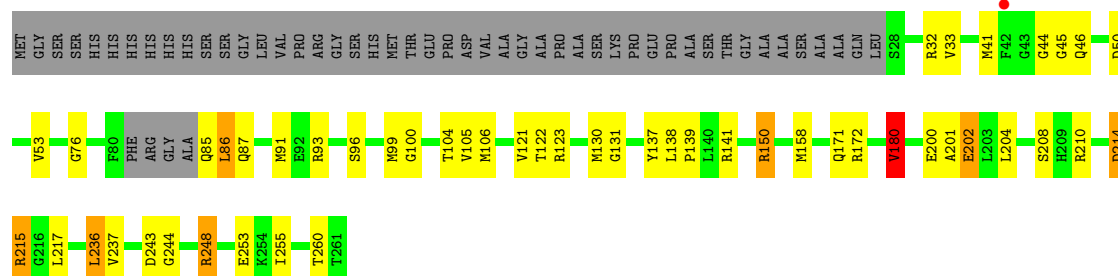 MET GLY SER SER HIS HIS HIS HIS HIS HIS SER SER GLY LEU VAL PRO ARG GLY SER HIS MET THR GLU PRO ASP VAL ALA GLY ALA PRO ALA SER LYS PRO GLU PRO ALA SER THR GLY ALA ALA SER ALA ALA GLN LEU S28 R32 V33 M41 F42 G43 G44 G45 Q46
V53 G76 F80 PHE ARG GLY ALA Q85 L86 Q87 M91 E92 R93 S96 M99 G100 T104 V105 M106 V121 T122 R123 M130 G131 Y137 L138 P139 L140 R141 R150 M158 Q171 R172 V180 E200 A201 E202 L203 L204 S208 H209 R210
R215 G216 L217 L236 V237 D243 G244 R248 E253 K254 I255 T260 T261